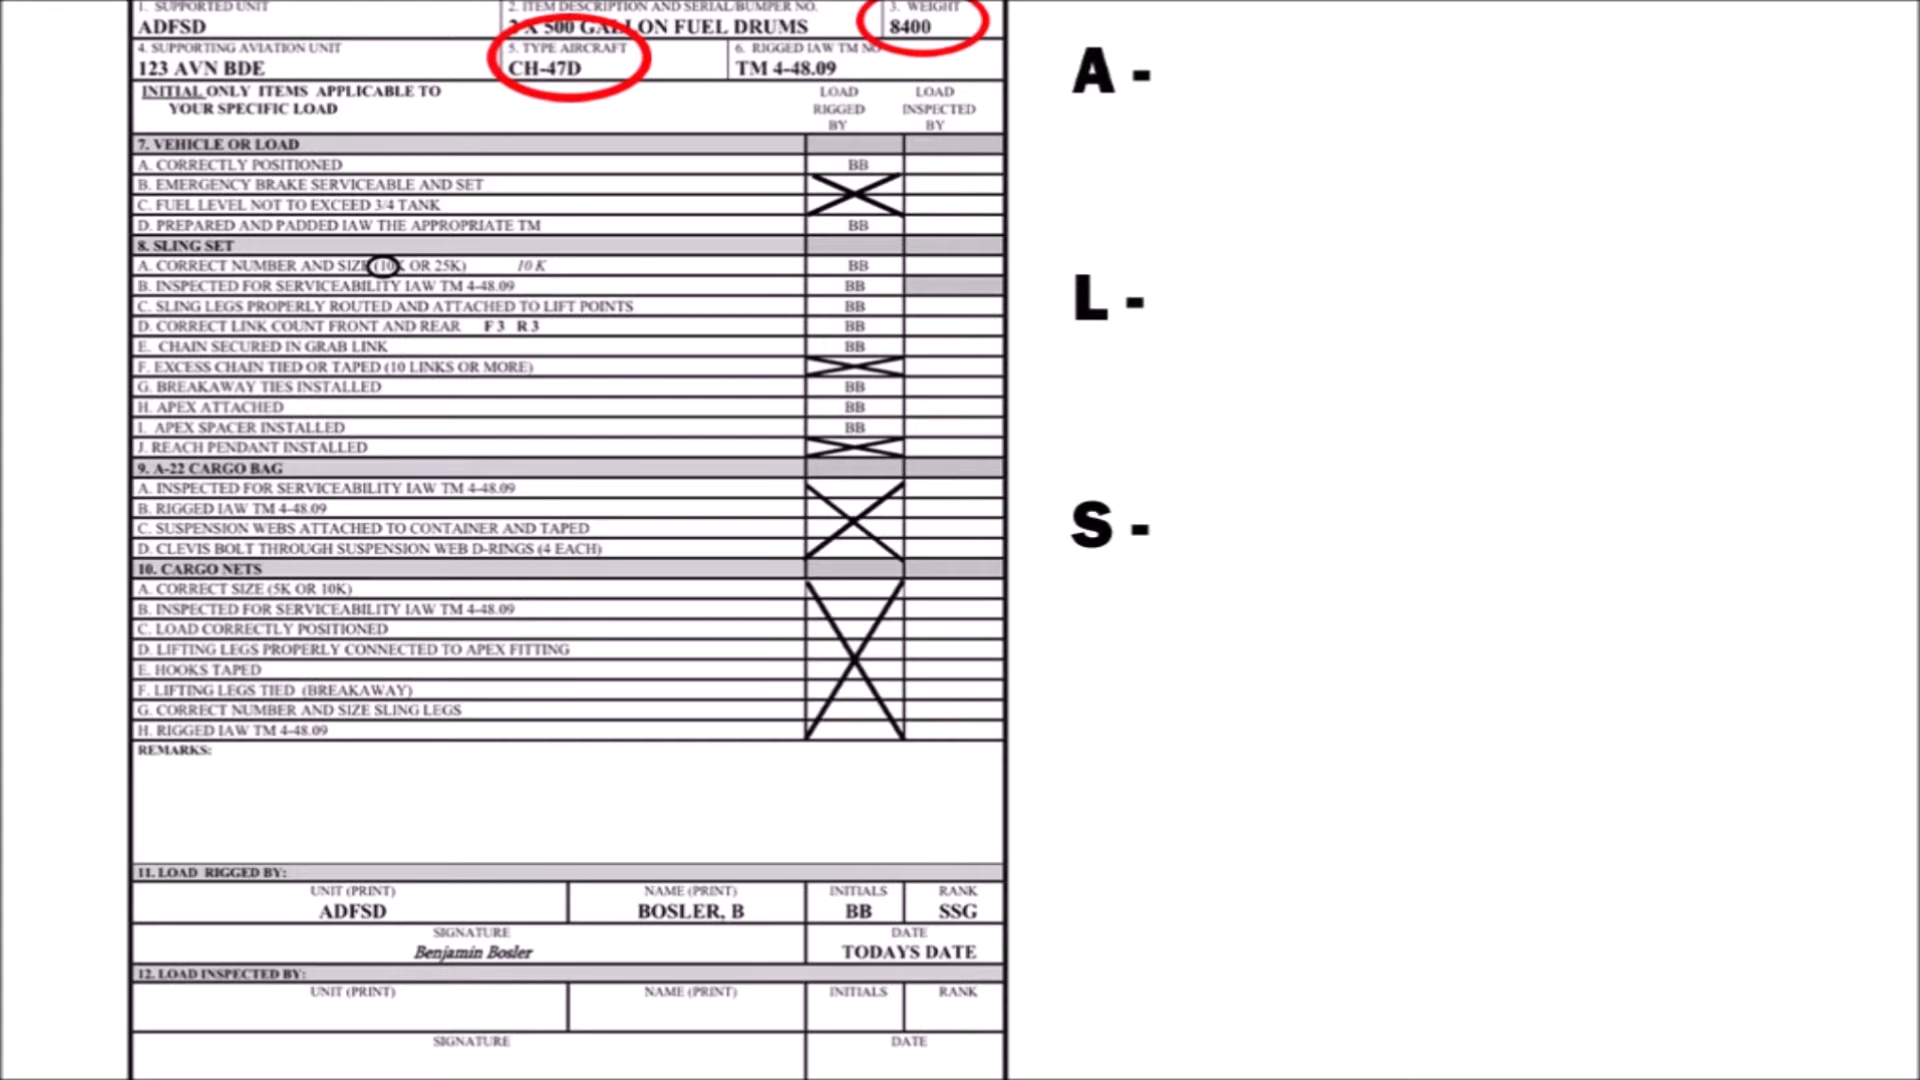 1. SUPPORTED UNIT 2. ITEM DESCRIPTION AND SERIAL/BUMPER NO. 3. WEIGHT
ADFSD 2 X 500 GALLON FUEL DRUMS 8400
4. SUPPORTING AVIATION UNIT 5. TYPE AIRCRAFT 6. RIGGED IAW TM NO
123 AVN BDE CH-47D TM 4-48.09
INITIAL ONLY ITEMS APPLICABLE TO
YOUR SPECIFIC LOAD
LOAD RIGGED BY
LOAD INSPECTED BY
7. VEHICLE OR LOAD
A. CORRECTLY POSITIONED BB
B. EMERGENCY BRAKE SERVICEABLE AND SET
C. FUEL LEVEL NOT TO EXCEED 3/4 TANK
D. PREPARED AND PADDED IAW THE APPROPRIATE TM BB
8. SLING SET
A. CORRECT NUMBER AND SIZE (10K OR 25K) 10 K BB
B. INSPECTED FOR SERVICEABILITY IAW TM 4-48.09 BB
C. SLING LEGS PROPERLY ROUTED AND ATTACHED TO LIFT POINTS BB
D. CORRECT LINK COUNT FRONT AND REAR F 3 R 3 BB
E. CHAIN SECURED IN GRAB LINK BB
F. EXCESS CHAIN TIED OR TAPED (10 LINKS OR MORE)
G. BREAKAWAY TIES INSTALLED BB
H. APEX ATTACHED BB
I. APEX SPACER INSTALLED BB
J. REACH PENDANT INSTALLED
9. A-22 CARGO BAG
A. INSPECTED FOR SERVICEABILITY IAW TM 4-48.09
B. RIGGED IAW TM 4-48.09
C. SUSPENSION WEBS ATTACHED TO CONTAINER AND TAPED
D. CLEVIS BOLT THROUGH SUSPENSION WEB D-RINGS (4 EACH)
10. CARGO NETS
A. CORRECT SIZE (5K OR 10K)
B. INSPECTED FOR SERVICEABILITY IAW TM 4-48.09
C. LOAD CORRECTLY POSITIONED
D. LIFTING LEGS PROPERLY CONNECTED TO APEX FITTING
E. HOOKS TAPED
F. LIFTING LEGS TIED (BREAKAWAY)
G. CORRECT NUMBER AND SIZE SLING LEGS
H. RIGGED IAW TM 4-48.09
REMARKS:
11. LOAD RIGGED BY:
UNIT (PRINT) NAME (PRINT) INITIALS RANK
ADFSD BOSLER, B BB SSG
SIGNATURE DATE
Benjamin Bosler TODAYS DATE
12. LOAD INSPECTED BY:
UNIT (PRINT) NAME (PRINT) INITIALS RANK
SIGNATURE DATE
A -
L -
S -